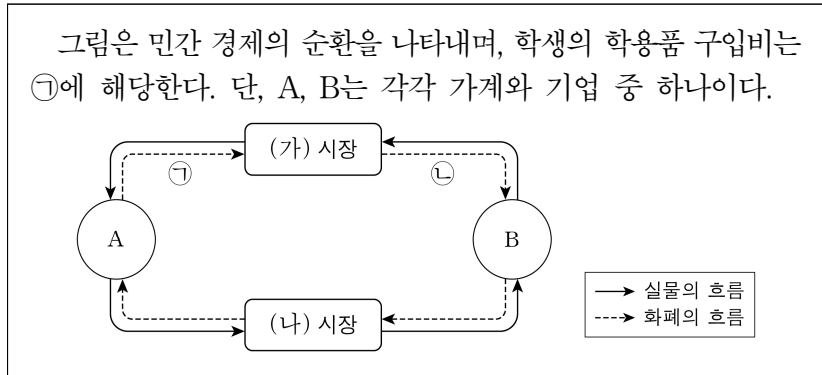 그림은 민간 경제의 순환을 나타내며, 학생의 학용품 구입비는
㉠에 해당한다. 단, A, B는 각각 가계와 기업 중 하나이다.
(가) 시장
㉠
㉡
A
B
(나) 시장
실물의 흐름
화폐의 흐름